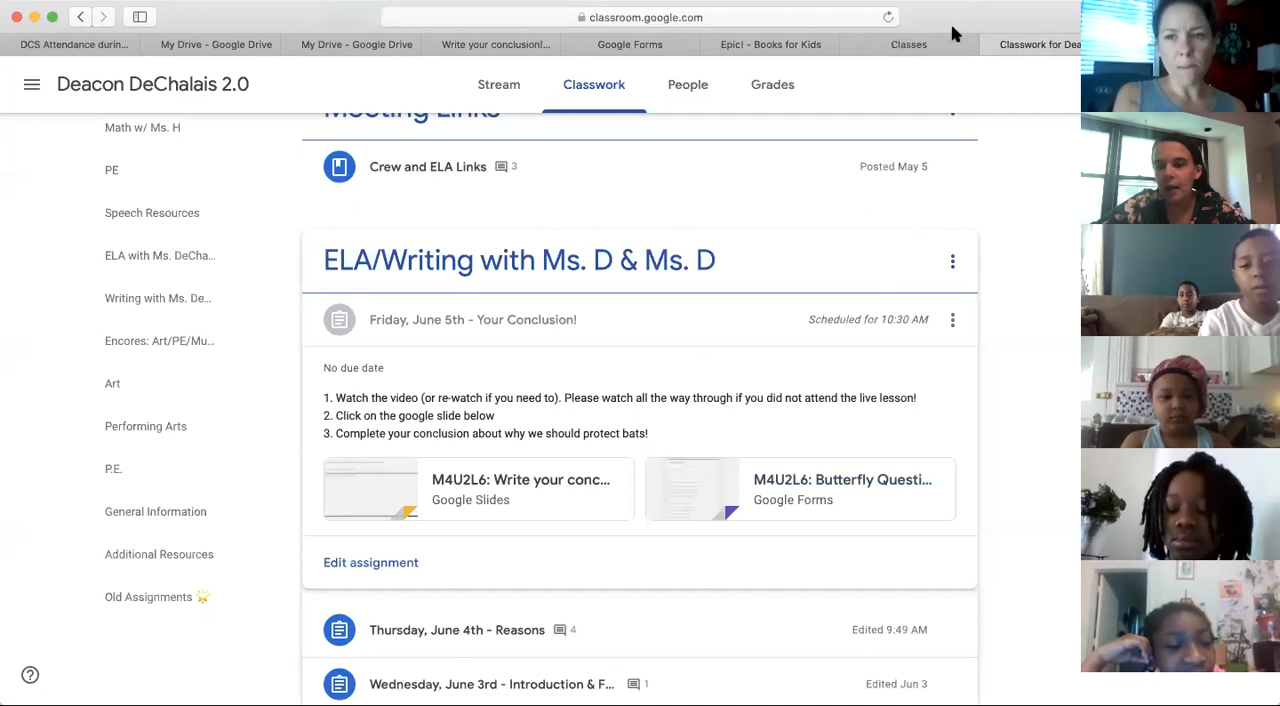 classroom.google.com
DCS Attendance durin...
My Drive - Google Drive
My Drive - Google Drive
Write your conclusion!...
Google Forms
Epic! - Books for Kids
Classes
Classwork for Dea
Deacon DeChalais 2.0
Stream
Classwork
People
Grades
Math w/ Ms. H
PE
Speech Resources
ELA with Ms. DeCha...
Writing with Ms. De...
Encores: Art/PE/Mu...
Art
Performing Arts
P.E.
General Information
Additional Resources
Old Assignments 🌟
Meeting Links
Crew and ELA Links 3
Posted May 5
ELA/Writing with Ms. D & Ms. D
Friday, June 5th - Your Conclusion!
Scheduled for 10:30 AM
No due date
1. Watch the video (or re-watch if you need to). Please watch all the way through if you did not attend the live lesson!
2. Click on the google slide below
3. Complete your conclusion about why we should protect bats!
M4U2L6: Write your conc...
Google Slides
M4U2L6: Butterfly Questi...
Google Forms
Edit assignment
Thursday, June 4th - Reasons 4
Edited 9:49 AM
Wednesday, June 3rd - Introduction & F... 1
Edited Jun 3